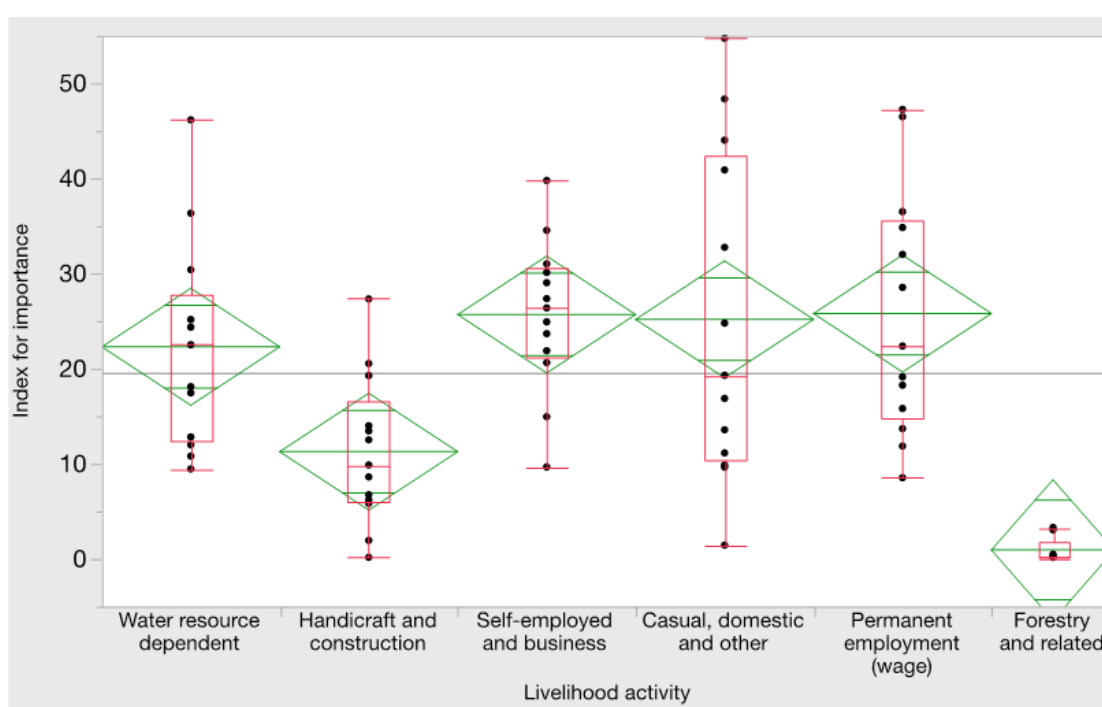 50
40
30
20
10
0
Index for importance
Water resource
dependent
Handicraft and
construction
Self-employed
and business
Casual, domestic
and other
Permanent
employment
(wage)
Forestry
and related
Livelihood activity